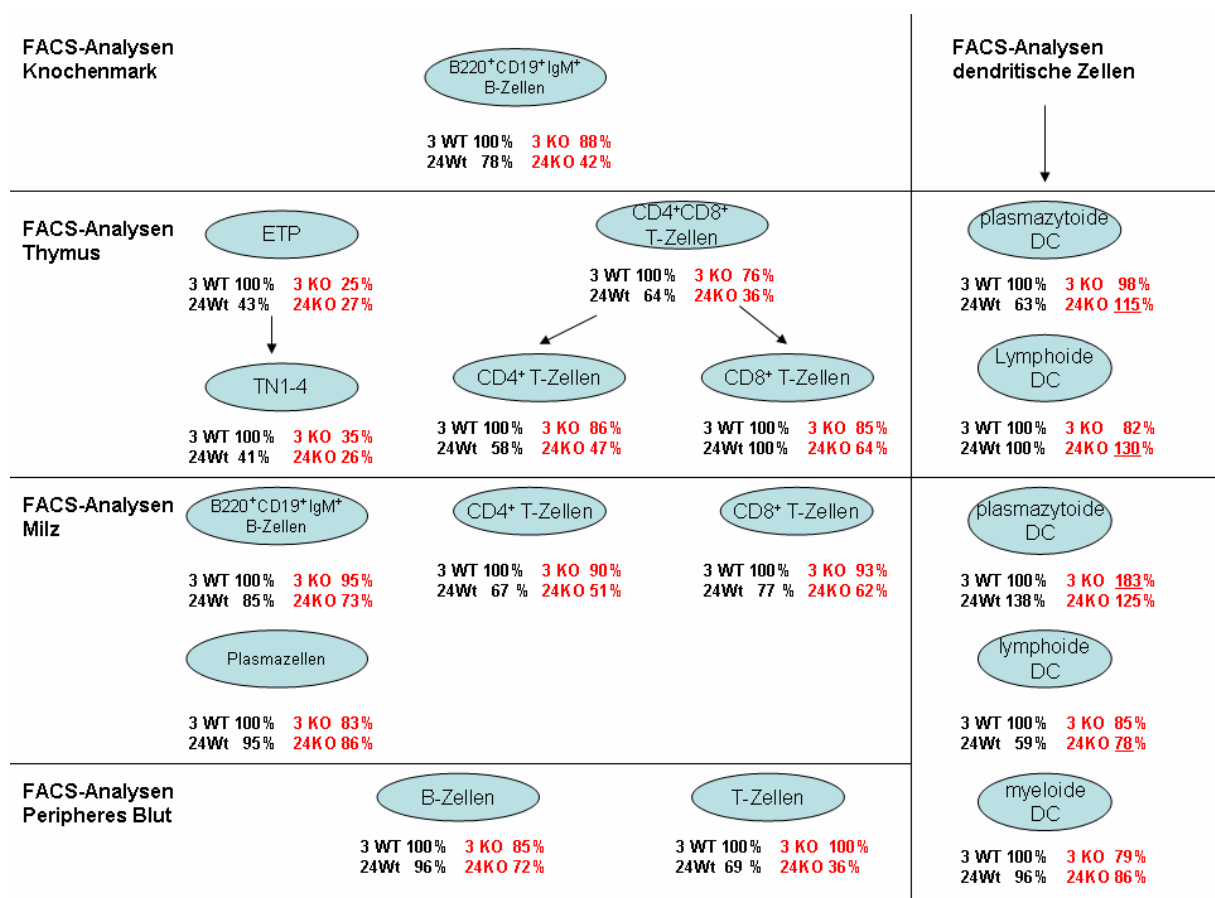 FACS-Analysen
Knochenmark
B220⁺CD19⁺IgM⁺
B-Zellen
3 WT 100% 3 KO 88%
24Wt 78% 24KO 42%
FACS-Analysen
dendritische Zellen
FACS-Analysen
Thymus
ETP
3 WT 100% 3 KO 25%
24Wt 43% 24KO 27%
CD4⁺CD8⁺
T-Zellen
3 WT 100% 3 KO 76%
24Wt 64% 24KO 36%
TN1-4
3 WT 100% 3 KO 35%
24Wt 41% 24KO 26%
CD4⁺ T-Zellen
3 WT 100% 3 KO 86%
24Wt 58% 24KO 47%
CD8⁺ T-Zellen
3 WT 100% 3 KO 85%
24Wt 100% 24KO 64%
plasmazytoide
DC
3 WT 100% 3 KO 98%
24Wt 63% 24KO 115%
Lymphoide
DC
3 WT 100% 3 KO 82%
24Wt 100% 24KO 130%
FACS-Analysen
Milz
B220⁺CD19⁺IgM⁺
B-Zellen
3 WT 100% 3 KO 95%
24Wt 85% 24KO 73%
CD4⁺ T-Zellen
3 WT 100% 3 KO 90%
24Wt 67 % 24KO 51%
CD8⁺ T-Zellen
3 WT 100% 3 KO 93%
24Wt 77 % 24KO 62%
Plasmazellen
3 WT 100% 3 KO 83%
24Wt 95% 24KO 86%
plasmazytoide
DC
3 WT 100% 3 KO 183%
24Wt 138% 24KO 125%
lymphoide
DC
3 WT 100% 3 KO 85%
24Wt 59% 24KO 78%
FACS-Analysen
Peripheres Blut
B-Zellen
3 WT 100% 3 KO 85%
24Wt 96% 24KO 72%
T-Zellen
3 WT 100% 3 KO 100%
24Wt 69 % 24KO 36%
myeloide
DC
3 WT 100% 3 KO 79%
24Wt 96% 24KO 86%